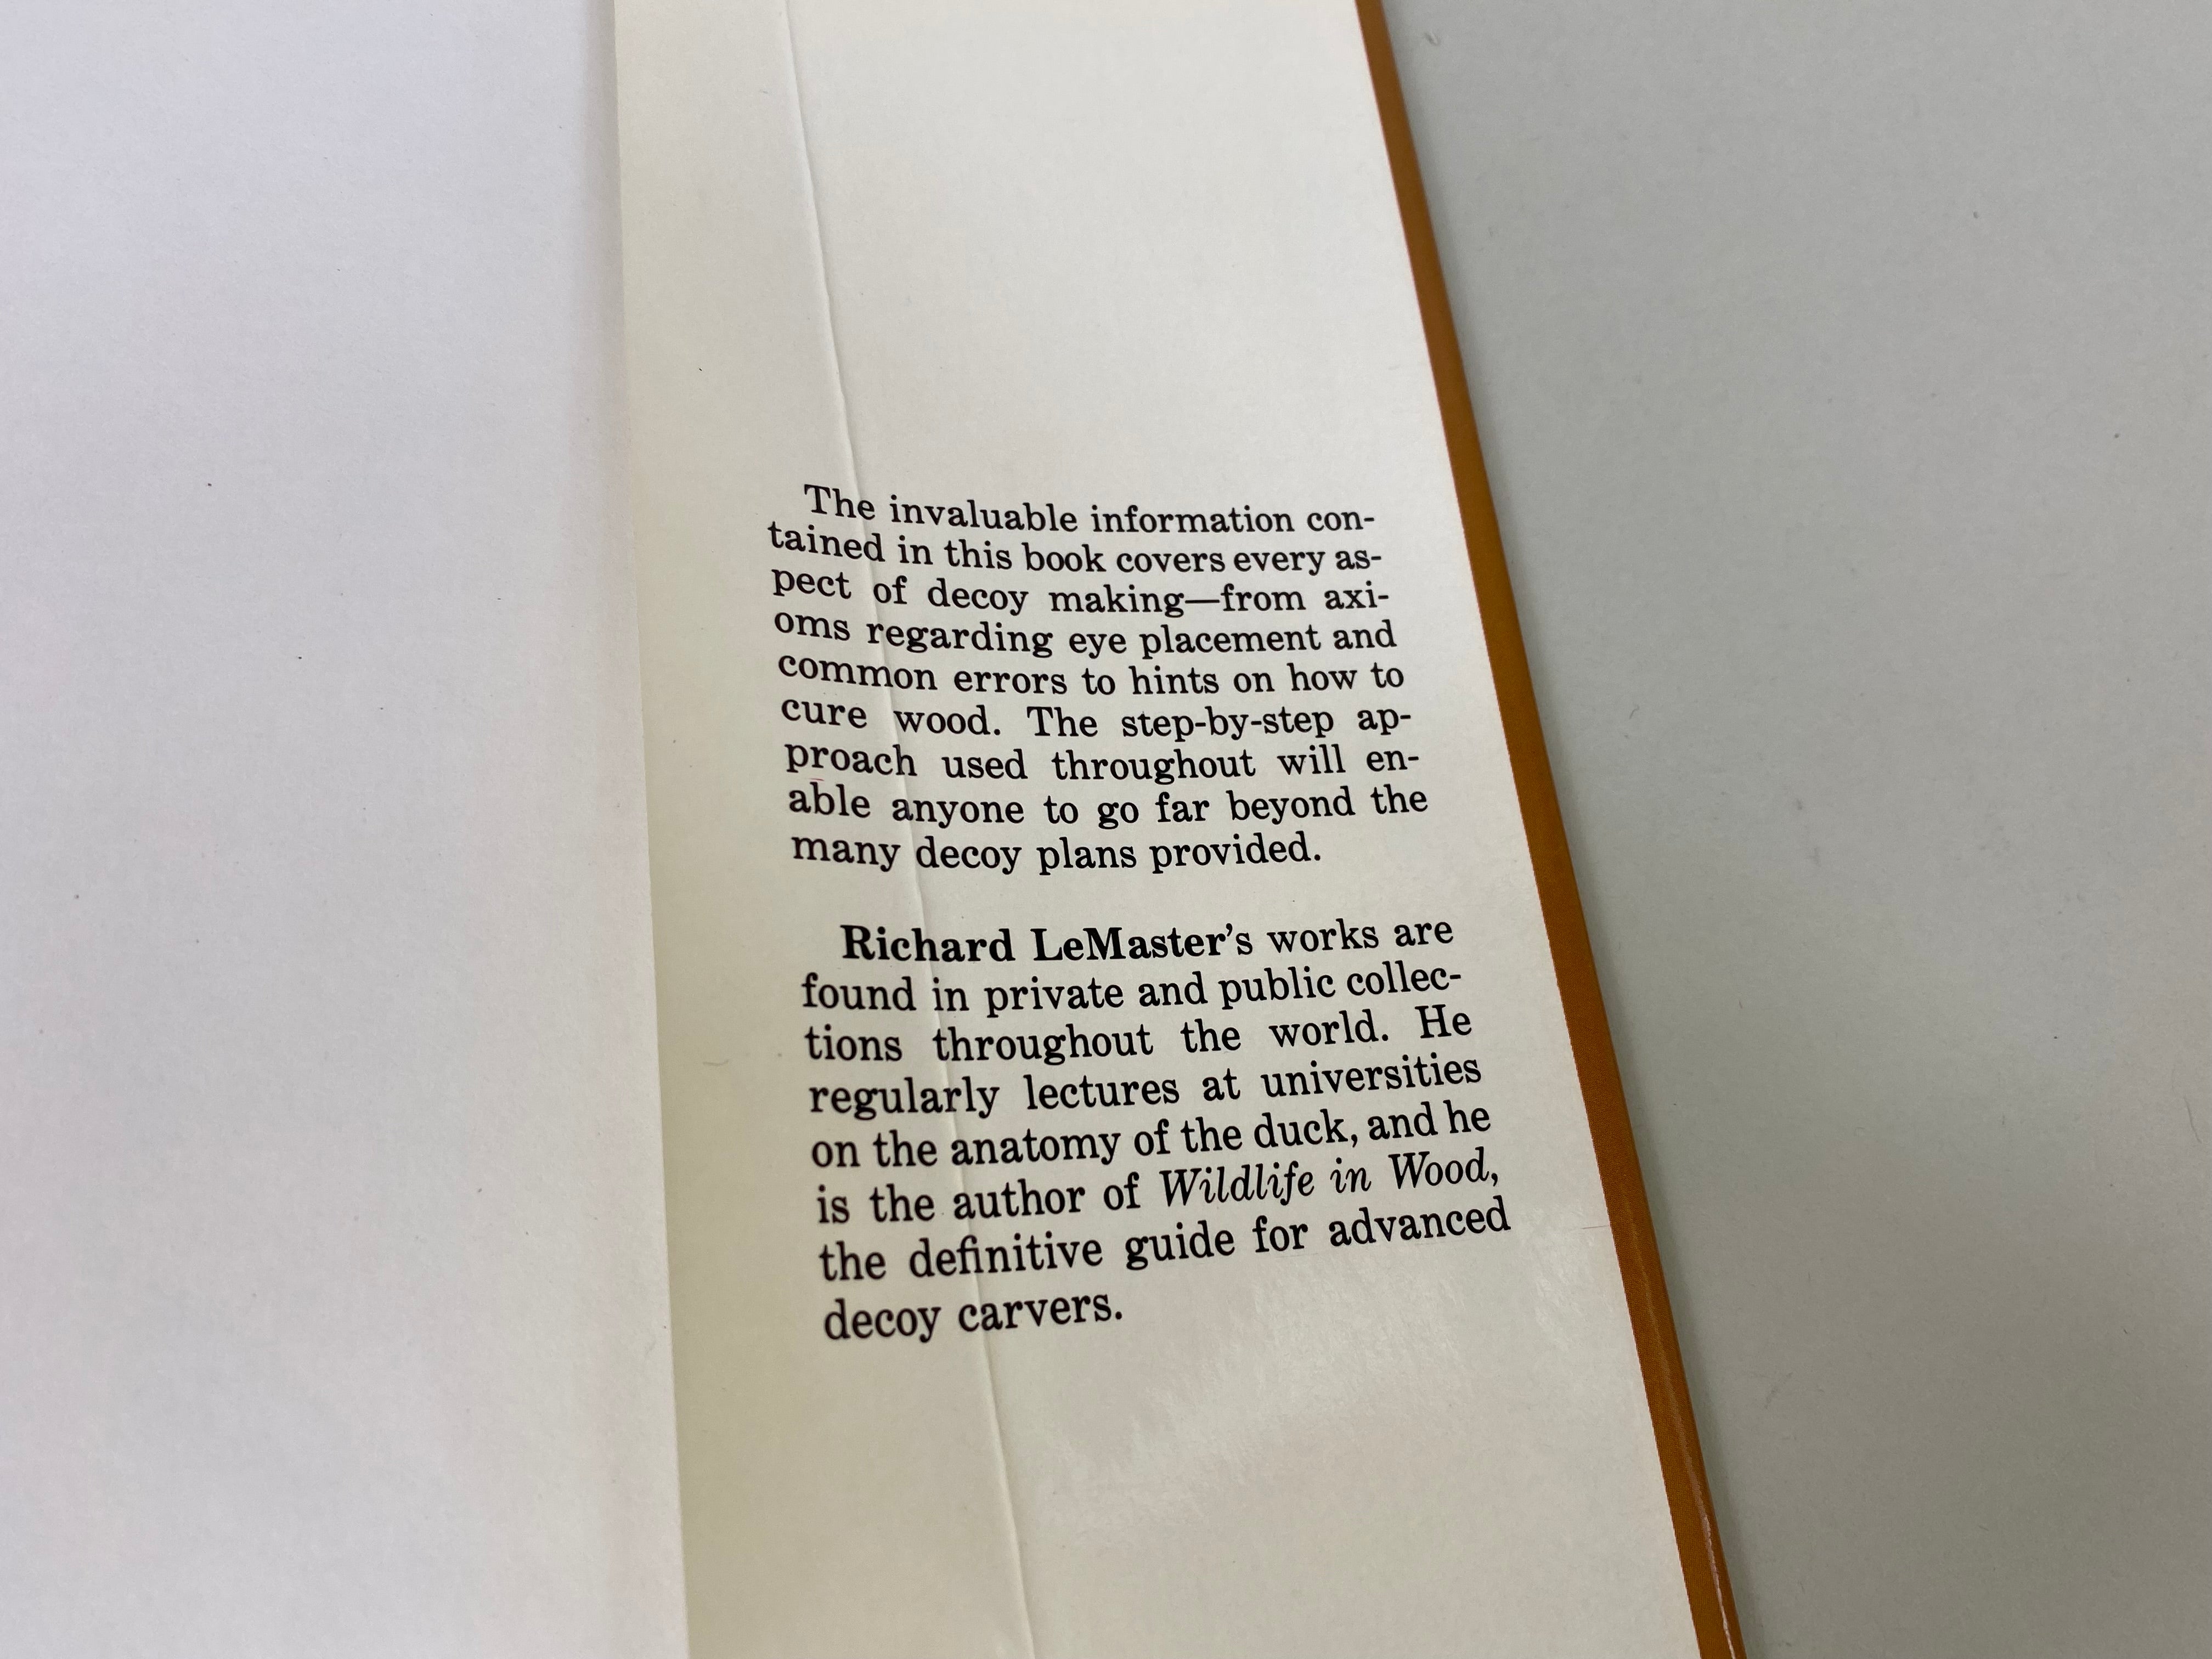 The invaluable information con-
tained in this book covers every as-
pect of decoy making—from axi-
oms regarding eye placement and
common errors to hints on how to
cure wood. The step-by-step ap-
proach used throughout will en-
able anyone to go far beyond the
many decoy plans provided.
Richard LeMaster's works are
found in private and public collec-
tions throughout the world. He
regularly lectures at universities
on the anatomy of the duck, and he
is the author of Wildlife in Wood,
the definitive guide for advanced
decoy carvers.